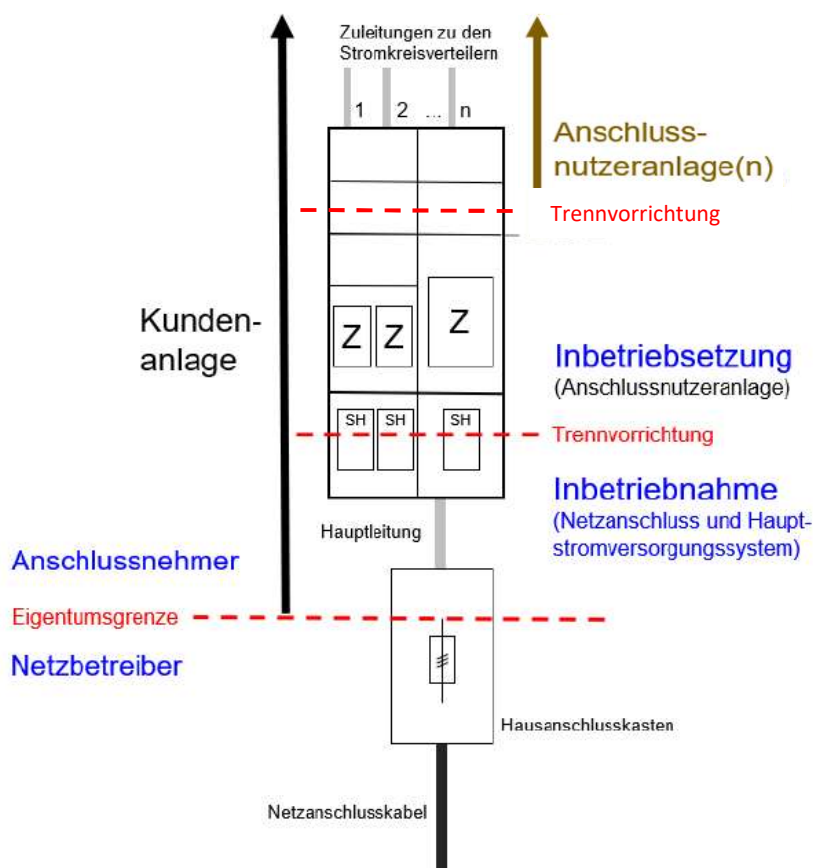 Zuleitungen zu den
Stromkreisverteilern
1 2 ... n
Anschluss-
nutzeranlage(n)
Trennvorrichtung
Kunden-
anlage
Z Z Z
Inbetriebsetzung
(Anschlussnutzeranlage)
SH SH SH
Trennvorrichtung
Inbetriebnahme
(Netzanschluss und Haupt-
stromversorgungssystem)
Hauptleitung
Anschlussnehmer
Eigentumsgrenze
Netzbetreiber
Hausanschlusskasten
Netzanschlusskabel